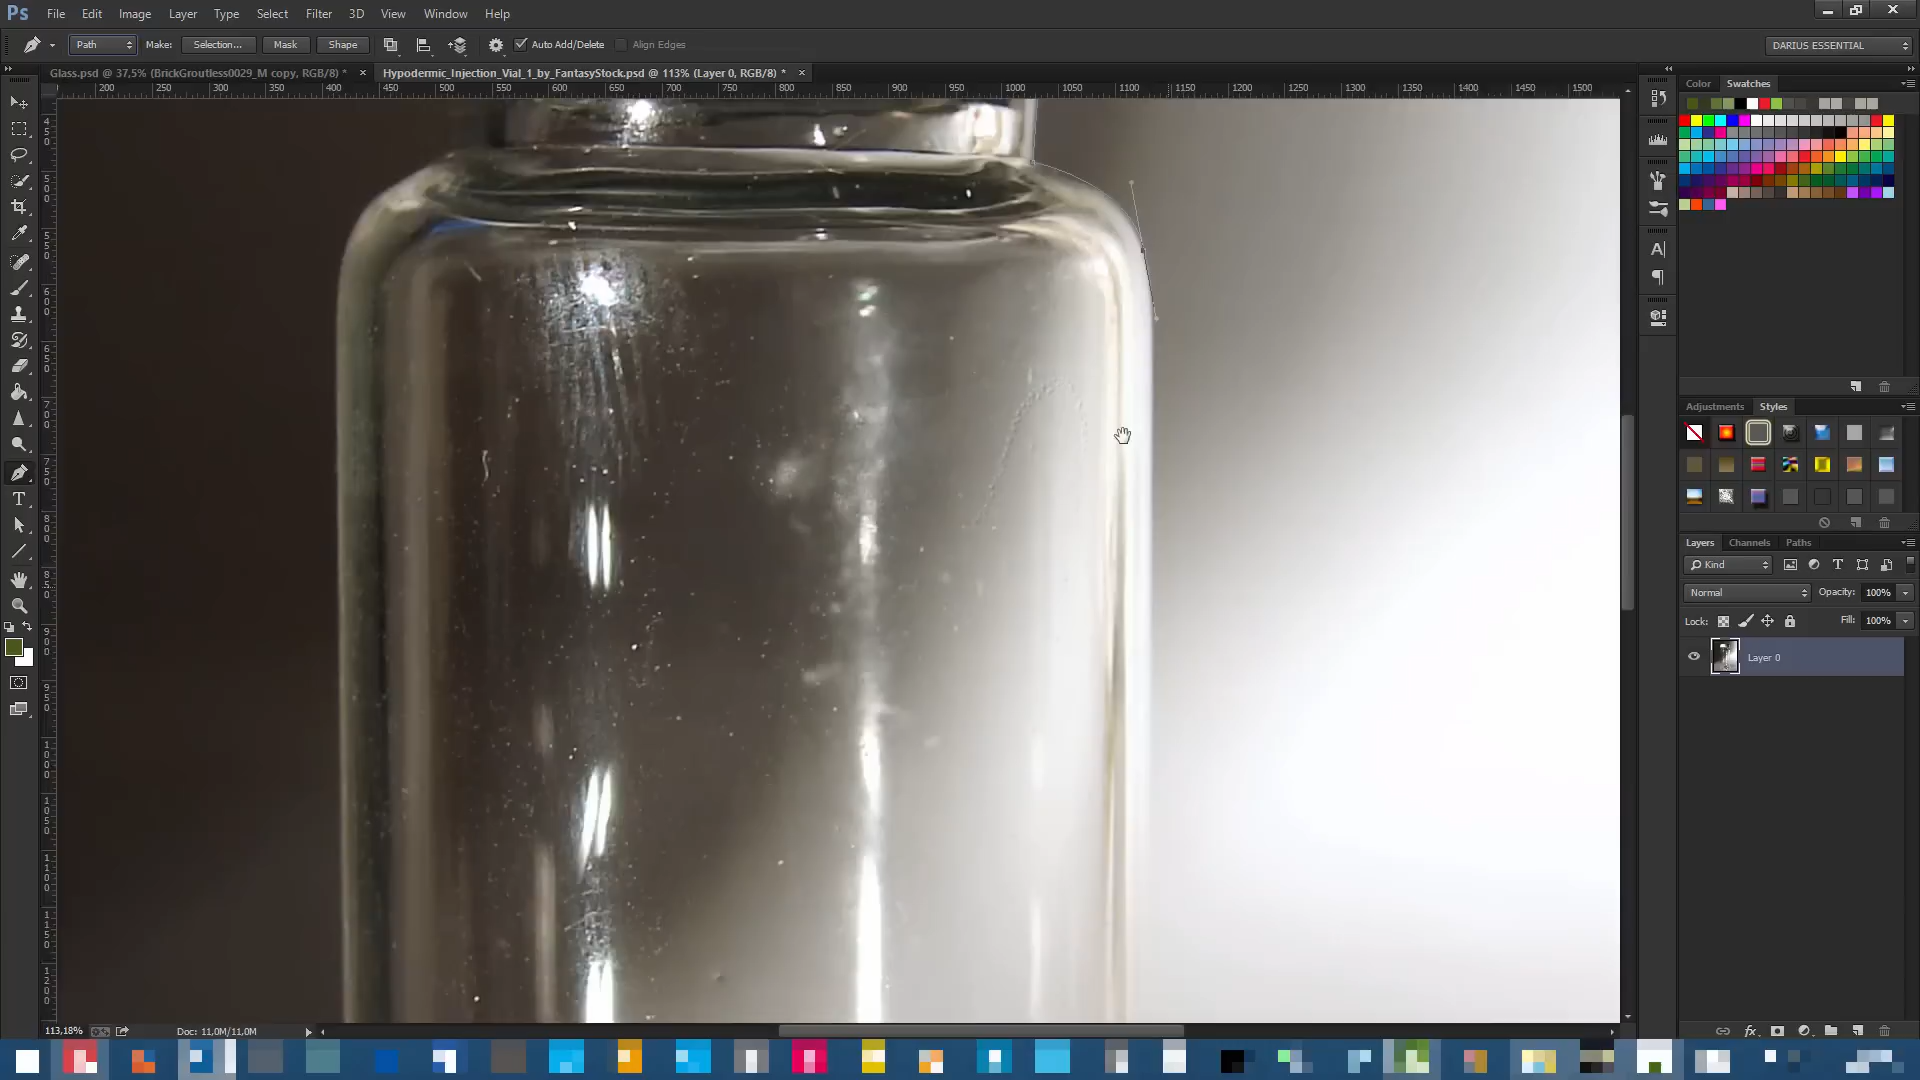 Ps File Edit Image Layer Type Select Filter 3D View Window Help
Path Make: Selection... Mask Shape Auto Add/Delete Align Edges DARIUS ESSENTIAL
Glass.psd @ 37,5% (BrickGroutless0029_M copy, RGB/8) * Hypodermic_Injection_Vial_1_by_FantasyStock.psd @ 113% (Layer 0, RGB/8) *
200 250 300 350 400 450 500 550 600 650 700 750 800 850 900 950 1000 1050 1100 1150 1200 1250 1300 1350 1400 1450 1500
Color Swatches
Adjustments Styles
Layers Channels Paths
Kind
Normal Opacity: 100%
Lock: Fill: 100%
Layer 0
113,18% Doc: 11,0M/11,0M